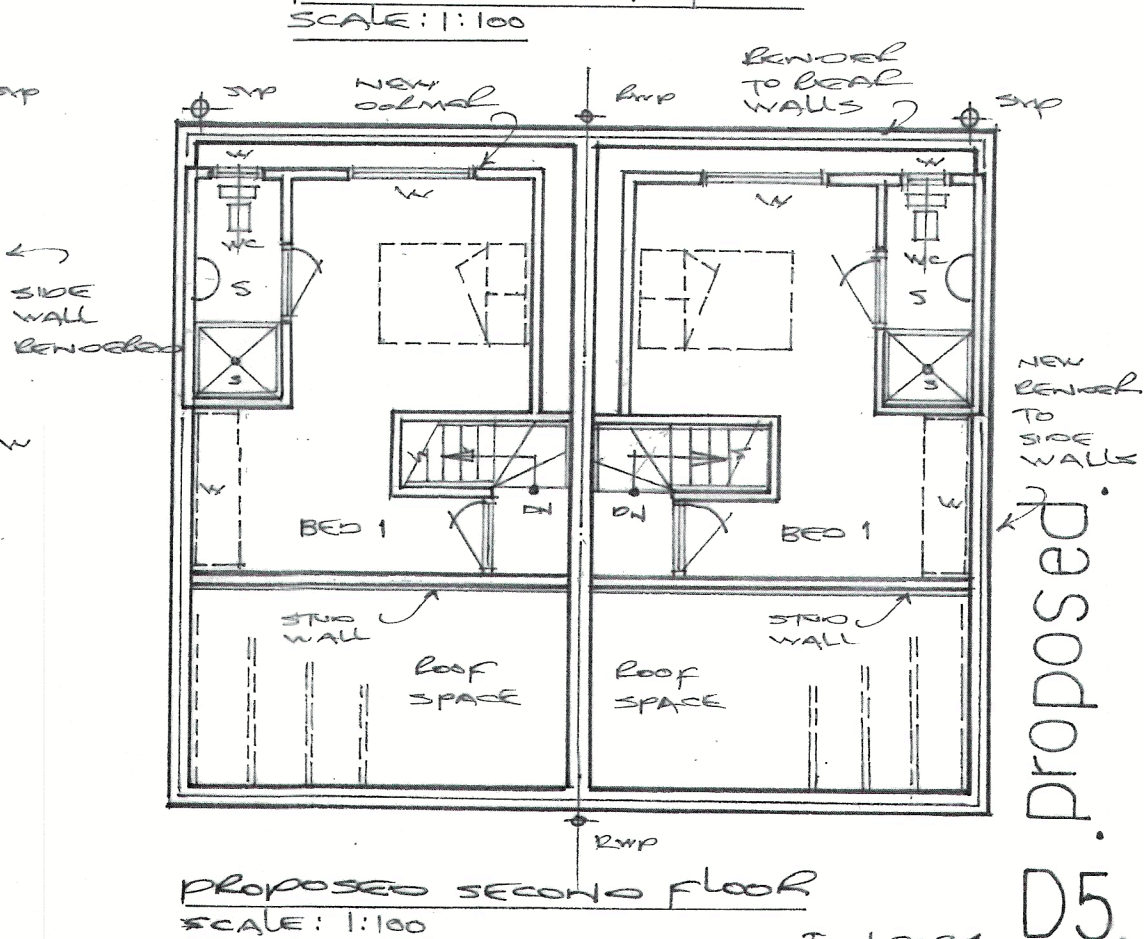 SCALE: 1:100
SVP
SVP
NEW
DORMER
RWP
RENDER
TO REAR
WALLS
SVP
W
W
W
W
WC
WC
S
S
SIDE
WALL
RENDERED
S
S
NEW
RENDER
TO
SIDE
WALLS
W
W
W
DN
DN
BED 1
BED 1
STUD
WALL
STUD
WALL
ROOF
SPACE
ROOF
SPACE
RWP
PROPOSED SECOND FLOOR
SCALE: 1:100
. proposed .
D5